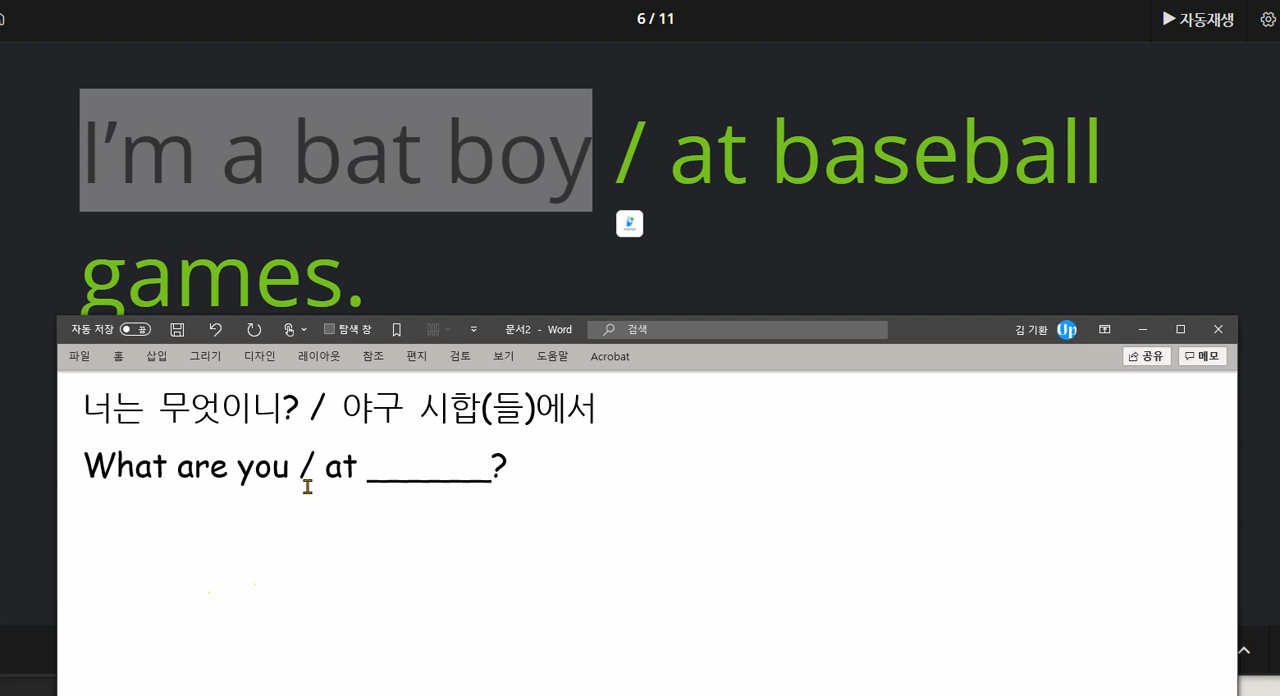 6 / 11
▶ 자동재생
I’m a bat boy / at baseball
games.
자동 저장 끔 탐색 창 문서2 - Word 검색 김 기환 Up
파일 홈 삽입 그리기 디자인 레이아웃 참조 편지 검토 보기 도움말 Acrobat 공유 메모
너는 무엇이니? / 야구 시합(들)에서
What are you / at _______?